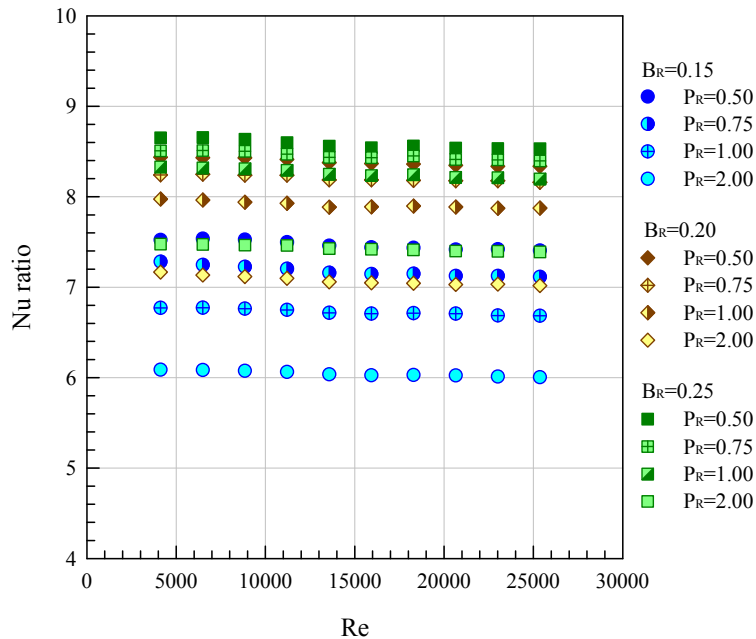 10
9
8
7
6
5
4
Nu ratio
0
5000
10000
15000
20000
25000
30000
Re
BR=0.15
PR=0.50
PR=0.75
PR=1.00
PR=2.00
BR=0.20
PR=0.50
PR=0.75
PR=1.00
PR=2.00
BR=0.25
PR=0.50
PR=0.75
PR=1.00
PR=2.00